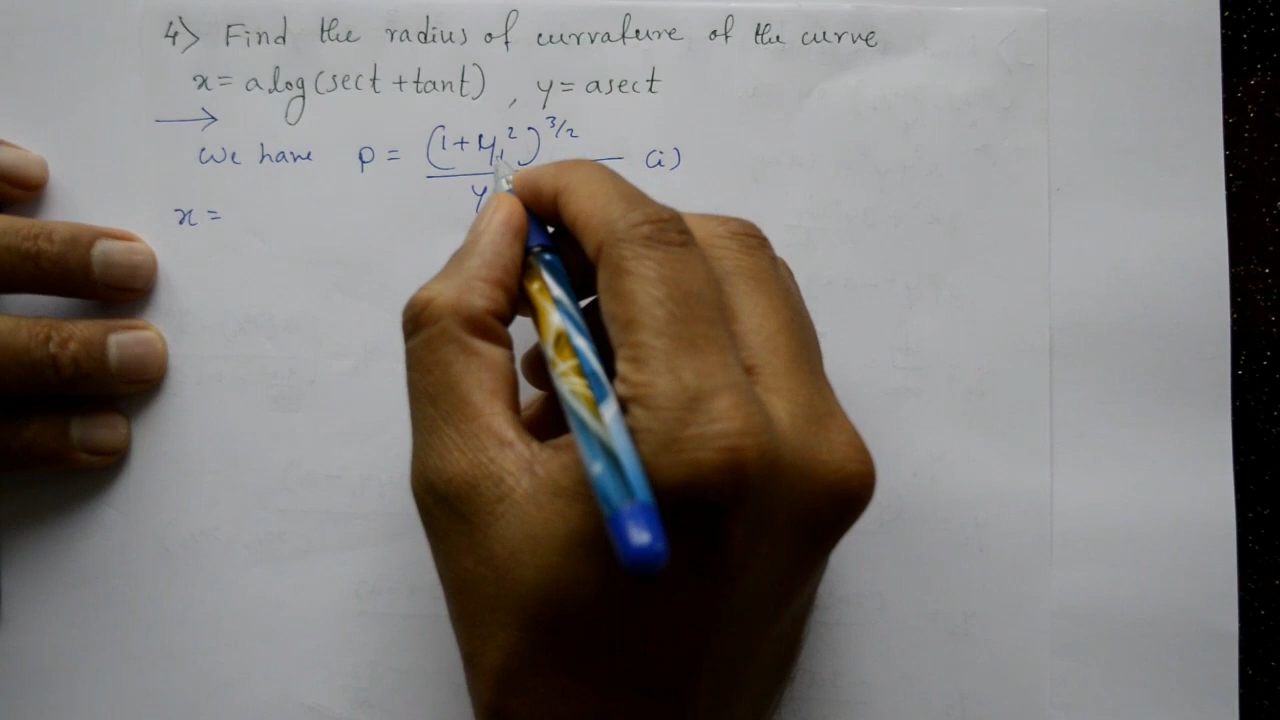 4) Find the radius of curvature of the curve
x = a log(sect + tant) , y = a sect
→
We have ρ = (1 + y₁²)^3/2 / y — (i)
x =